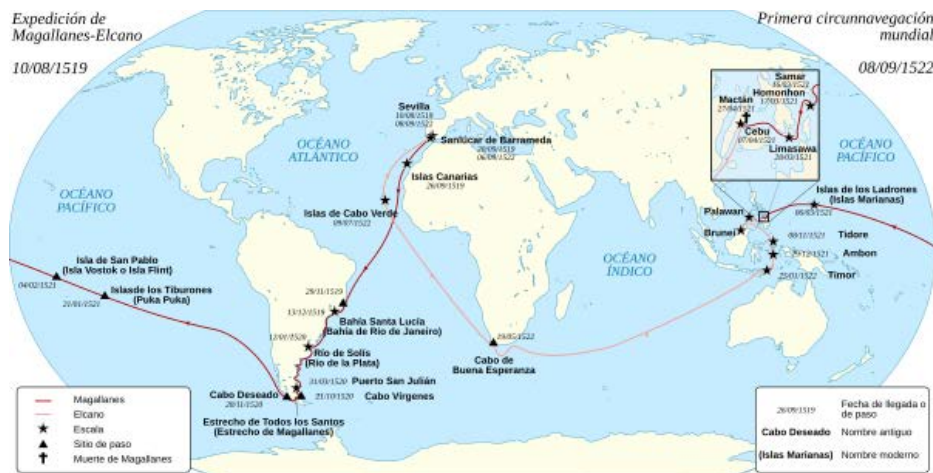 Expedición de
Magallanes-Elcano
10/08/1519
Primera circunnavegación
mundial
08/09/1522
Samar
16/03/1521
Homonhon
17/03/1521
Mactán
27/04/1521
Cebu
07/04/1521
Limasawa
28/03/1521
Sevilla
10/08/1519
Sanlúcar de Barrameda
20/09/1519
06/09/1522
Islas Canarias
26/09/1519
OCÉANO
ATLÁNTICO
OCÉANO
PACÍFICO
OCÉANO
PACÍFICO
Islas de Cabo Verde
09/07/1522
Islas de los Ladrones
(Islas Marianas)
06/03/1521
Palawan
Brunei
08/11/1521
Tidore
29/12/1521
Ambon
25/01/1522
Timor
OCÉANO
ÍNDICO
Isla de San Pablo
(Isla Vostok o Isla Flint)
04/02/1521
Islasde los Tiburones
(Puka Puka)
21/01/1521
29/11/1519
13/12/1519
Bahía Santa Lucía
(Bahía de Río de Janeiro)
12/01/1520
Río de Solís
(Río de la Plata)
19/05/1522
Cabo de
Buena Esperanza
31/03/1520
Puerto San Julián
Cabo Deseado
28/11/1520
21/10/1520
Cabo Vírgenes
Estrecho de Todos los Santos
(Estrecho de Magallanes)
Magallanes
Elcano
Escala
Sitio de paso
Muerte de Magallanes
26/09/1519
Fecha de llegada o
de paso
Cabo Deseado
Nombre antiguo
(Islas Marianas)
Nombre moderno